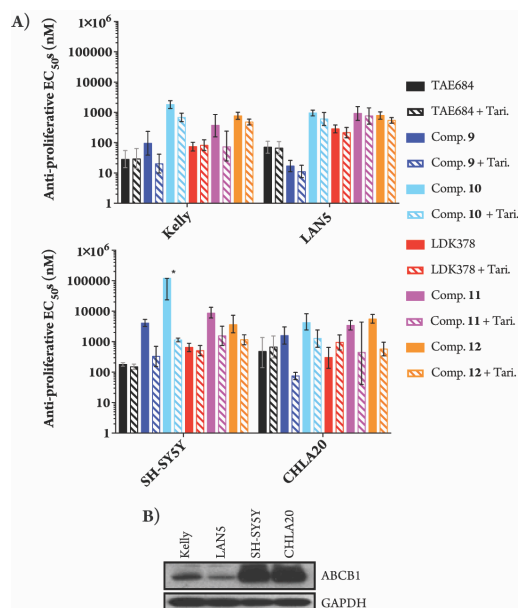 A)
Anti-proliferative EC50s (nM)
1×106
100000
10000
1000
100
10
1
Kelly
LAN5
TAE684
TAE684 + Tari.
Comp. 9
Comp. 9 + Tari.
Comp. 10
Comp. 10 + Tari.
LDK378
LDK378 + Tari.
Comp. 11
Comp. 11 + Tari.
Comp. 12
Comp. 12 + Tari.
Anti-proliferative EC50s (nM)
1×106
100000
10000
1000
100
10
1
*
SH-SY5Y
CHLA20
B)
Kelly
LAN5
SH-SY5Y
CHLA20
ABCB1
GAPDH